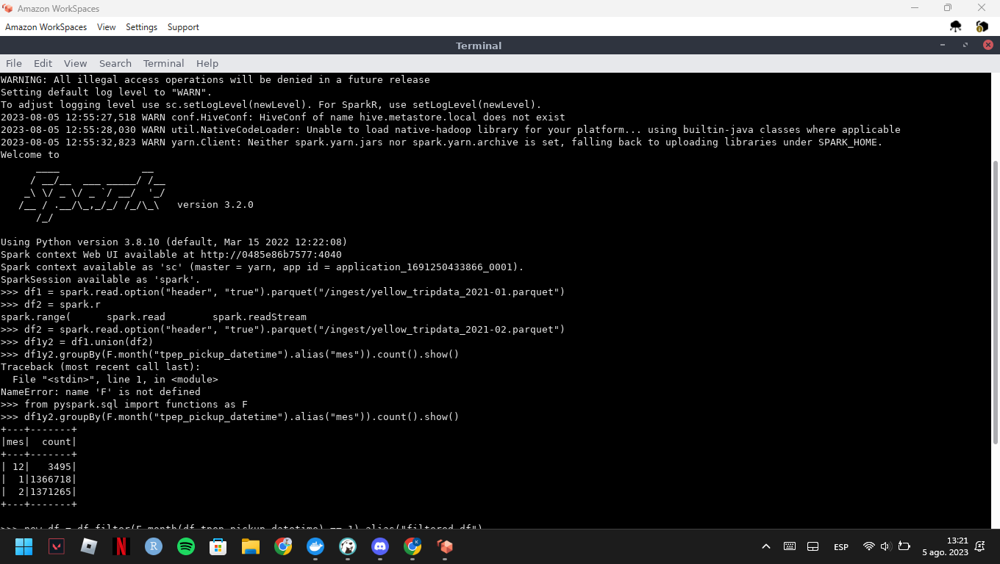 Amazon WorkSpaces
Amazon WorkSpaces View Settings Support
Terminal
File Edit View Search Terminal Help
WARNING: All illegal access operations will be denied in a future release
Setting default log level to "WARN".
To adjust logging level use sc.setLogLevel(newLevel). For SparkR, use setLogLevel(newLevel).
2023-08-05 12:55:27,518 WARN conf.HiveConf: HiveConf of name hive.metastore.local does not exist
2023-08-05 12:55:28,030 WARN util.NativeCodeLoader: Unable to load native-hadoop library for your platform... using builtin-java classes where applicable
2023-08-05 12:55:32,823 WARN yarn.Client: Neither spark.yarn.jars nor spark.yarn.archive is set, falling back to uploading libraries under SPARK_HOME.
Welcome to
      ____              __
     / __/__  ___ _____/ /__
    _\ \/ _ \/ _ `/ __/  '_/
   /__ / .__/\_,_/_/ /_/\_\   version 3.2.0
      /_/
Using Python version 3.8.10 (default, Mar 15 2022 12:22:08)
Spark context Web UI available at http://0485e86b7577:4040
Spark context available as 'sc' (master = yarn, app id = application_1691250433866_0001).
SparkSession available as 'spark'.
>>> df1 = spark.read.option("header", "true").parquet("/ingest/yellow_tripdata_2021-01.parquet")
>>> df2 = spark.r
spark.range(      spark.read        spark.readStream
>>> df2 = spark.read.option("header", "true").parquet("/ingest/yellow_tripdata_2021-02.parquet")
>>> df1y2 = df1.union(df2)
>>> df1y2.groupBy(F.month("tpep_pickup_datetime").alias("mes")).count().show()
Traceback (most recent call last):
  File "<stdin>", line 1, in <module>
NameError: name 'F' is not defined
>>> from pyspark.sql import functions as F
>>> df1y2.groupBy(F.month("tpep_pickup_datetime").alias("mes")).count().show()
+---+-------+
|mes|  count|
+---+-------+
| 12|   3495|
|  1|1366718|
|  2|1371265|
+---+-------+
>>> new_df = df.filter(F.month(df.tpep_pickup_datetime) == 1).alias("filtered_df")
N R ESP 13:21
5 ago. 2023